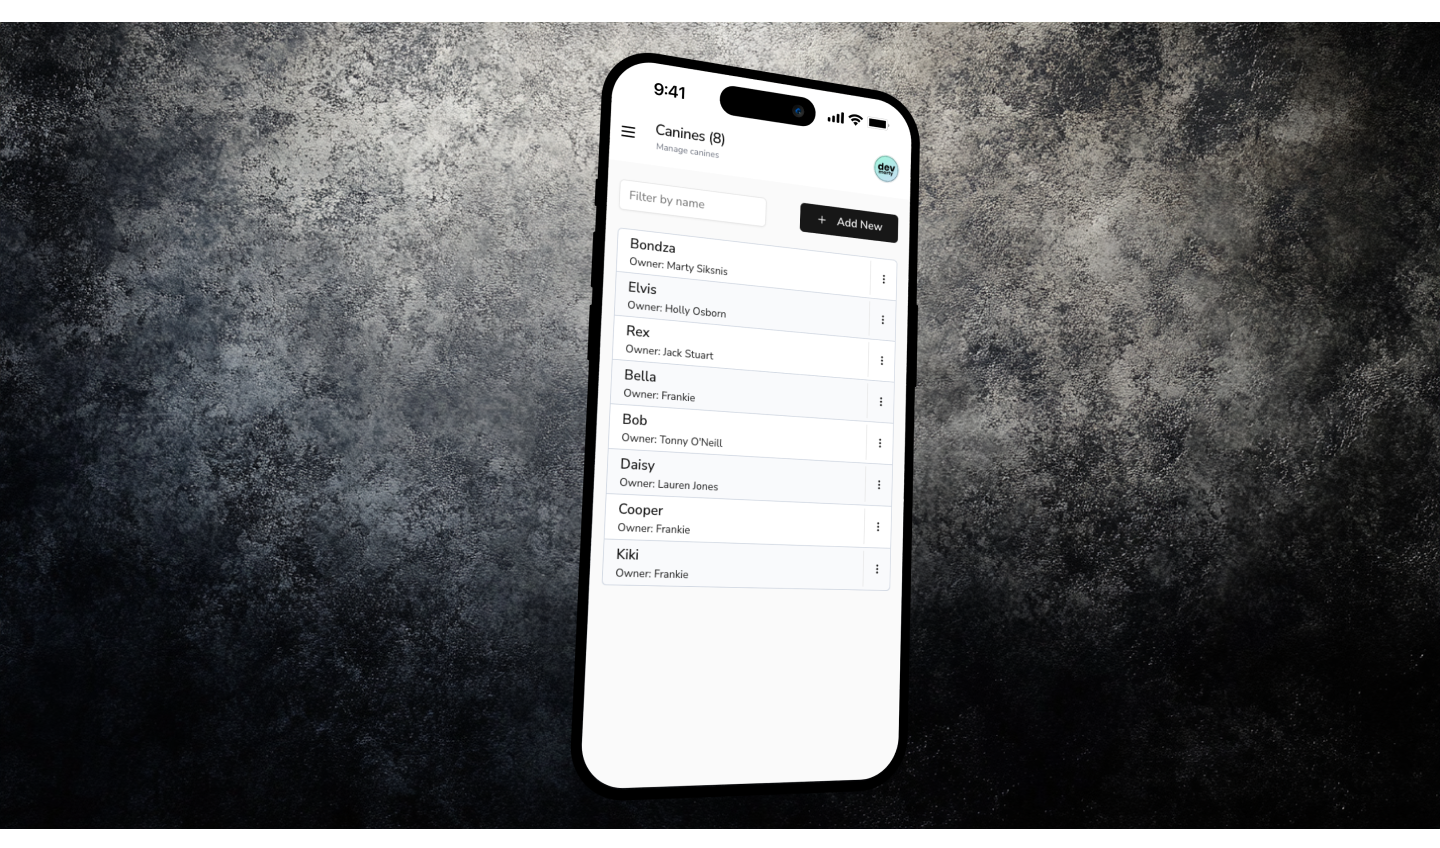 9:41
Canines (8)
Manage canines
dev
marty
Filter by name
+ Add New
Bondza
Owner: Marty Siksnis
Elvis
Owner: Holly Osborn
Rex
Owner: Jack Stuart
Bella
Owner: Frankie
Bob
Owner: Tonny O'Neill
Daisy
Owner: Lauren Jones
Cooper
Owner: Frankie
Kiki
Owner: Frankie